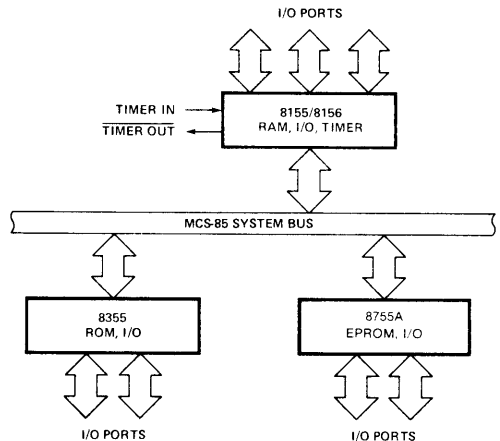 I/O PORTS
8155/8156
RAM, I/O, TIMER
TIMER IN
TIMER OUT
MCS-85 SYSTEM BUS
8355
ROM, I/O
8755A
EPROM, I/O
I/O PORTS
I/O PORTS